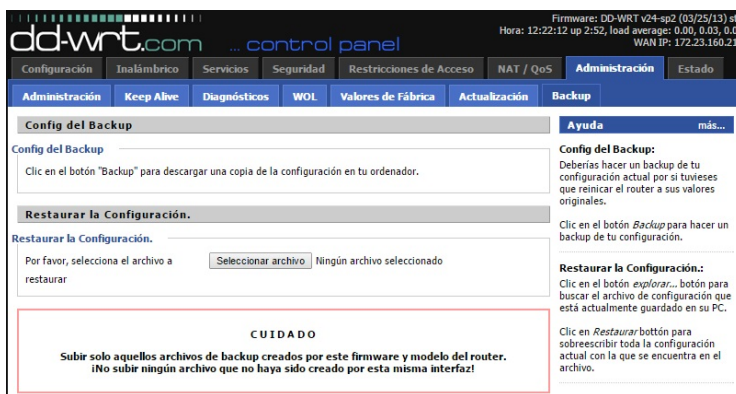 Firmware: DD-WRT v24-sp2 (03/25/13)
dd-wrt.com ... control panel
Hora: 12:22:12 up 2:52, load average: 0.00, 0.03,
WAN IP: 172.23.160.21
Configuración Inalámbrico Servicios Seguridad Restricciones de Acceso NAT / QoS Administración Estado
Administración Keep Alive Diagnósticos WOL Valores de Fábrica Actualización Backup
Config del Backup
Config del Backup
Clic en el botón "Backup" para descargar una copia de la configuración en tu ordenador.
Restaurar la Configuración.
Restaurar la Configuración.
Por favor, selecciona el archivo a
restaurar
Seleccionar archivo Ningún archivo seleccionado
CUIDADO
Subir solo aquellos archivos de backup creados por este firmware y modelo del router.
¡No subir ningún archivo que no haya sido creado por esta misma interfaz!
Ayuda más...
Config del Backup:
Deberías hacer un backup de tu
configuración actual por si tuvieses
que reinicar el router a sus valores
originales.
Clic en el botón Backup para hacer un
backup de tu configuración.
Restaurar la Configuración.:
Clic en el botón explorar... botón para
buscar el archivo de configuración que
está actualmente guardado en su PC.
Clic en Restaurar bottón para
sobreescribir toda la configuración
actual con la que se encuentra en el
archivo.